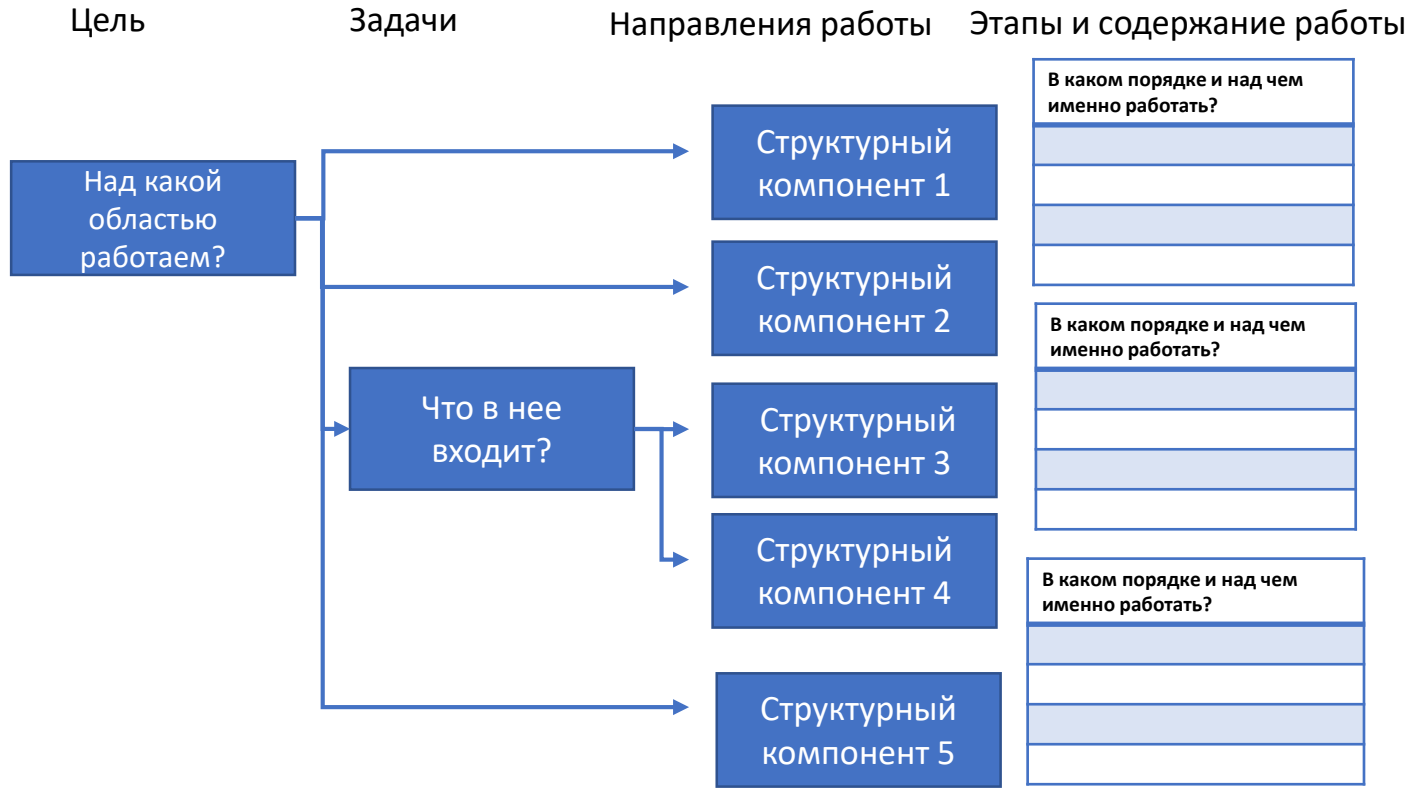 Цель
Задачи
Направления работы
Этапы и содержание работы
Над какой
областью
работаем?
Что в нее
входит?
Структурный
компонент 1
Структурный
компонент 2
Структурный
компонент 3
Структурный
компонент 4
Структурный
компонент 5
В каком порядке и над чем
именно работать?
В каком порядке и над чем
именно работать?
В каком порядке и над чем
именно работать?